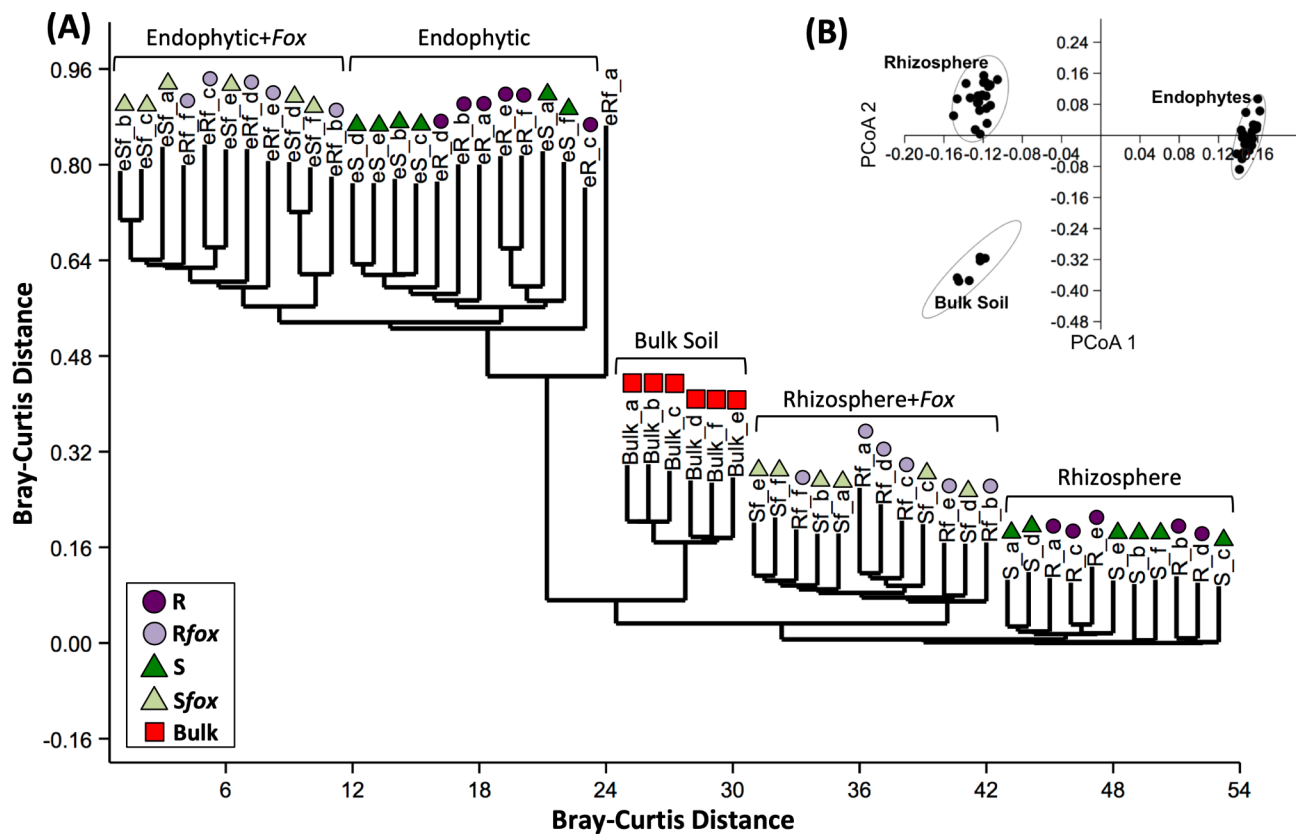 (A)
Endophytic+Fox
Endophytic
Bulk Soil
Rhizosphere+Fox
Rhizosphere
Bray-Curtis Distance
0.96
0.80
0.64
0.48
0.32
0.16
0.00
-0.16
eSf_b
eSf_c
eSf_a
eRf_f
eRf_c
eSf_e
eRf_d
eRf_e
eSf_d
eSf_f
eRf_b
eS_d
eS_e
eS_b
eS_c
eR_d
eR_b
eR_a
eR_e
eR_f
eS_a
eS_f
eR_c
eRf_a
Bulk_a
Bulk_b
Bulk_c
Bulk_d
Bulk_f
Bulk_e
Sf_e
Sf_f
Rf_f
Sf_b
Sf_a
Rf_a
Rf_d
Rf_c
Sf_c
Rf_e
Sf_d
Rf_b
S_a
S_d
R_a
R_c
R_e
S_e
S_b
S_f
R_b
R_d
S_c
R
Rfox
S
Sfox
Bulk
6 12 18 24 30 36 42 48 54
Bray-Curtis Distance
(B)
Rhizosphere
Endophytes
Bulk Soil
PCoA 2
0.24
0.16
0.08
-0.08
-0.16
-0.24
-0.32
-0.40
-0.48
-0.20 -0.16 -0.12 -0.08 -0.04 0.04 0.08 0.12 0.16
PCoA 1